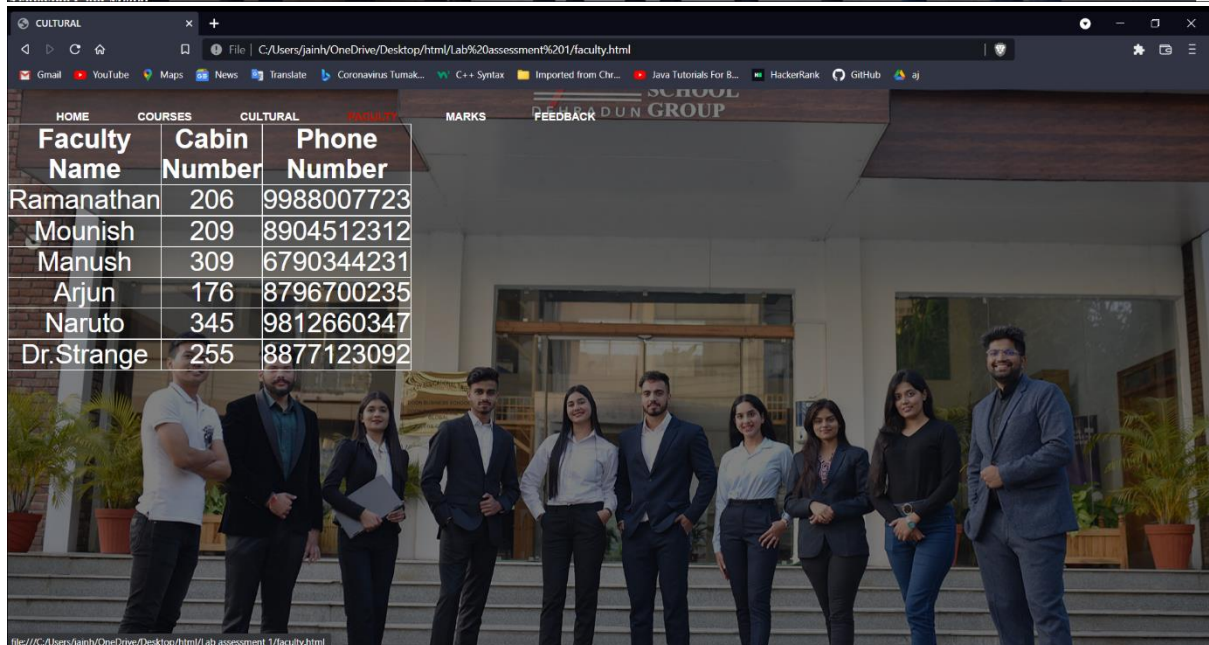 CULTURAL
File | C:/Users/jainh/OneDrive/Desktop/html/Lab%20assessment%201/faculty.html
Gmail YouTube Maps GB News Translate Coronavirus Tumak... C++ Syntax Imported from Chr... Java Tutorials For B... HackerRank GitHub aj
SCHOOL
DEHRADUN GROUP
HOME COURSES CULTURAL FACULTY MARKS FEEDBACK
Faculty Name Cabin Number Phone Number
Ramanathan 206 9988007723
Mounish 209 8904512312
Manush 309 6790344231
Arjun 176 8796700235
Naruto 345 9812660347
Dr.Strange 255 8877123092
file:///C:/Users/jainh/OneDrive/Desktop/html/Lab assessment 1/faculty.html